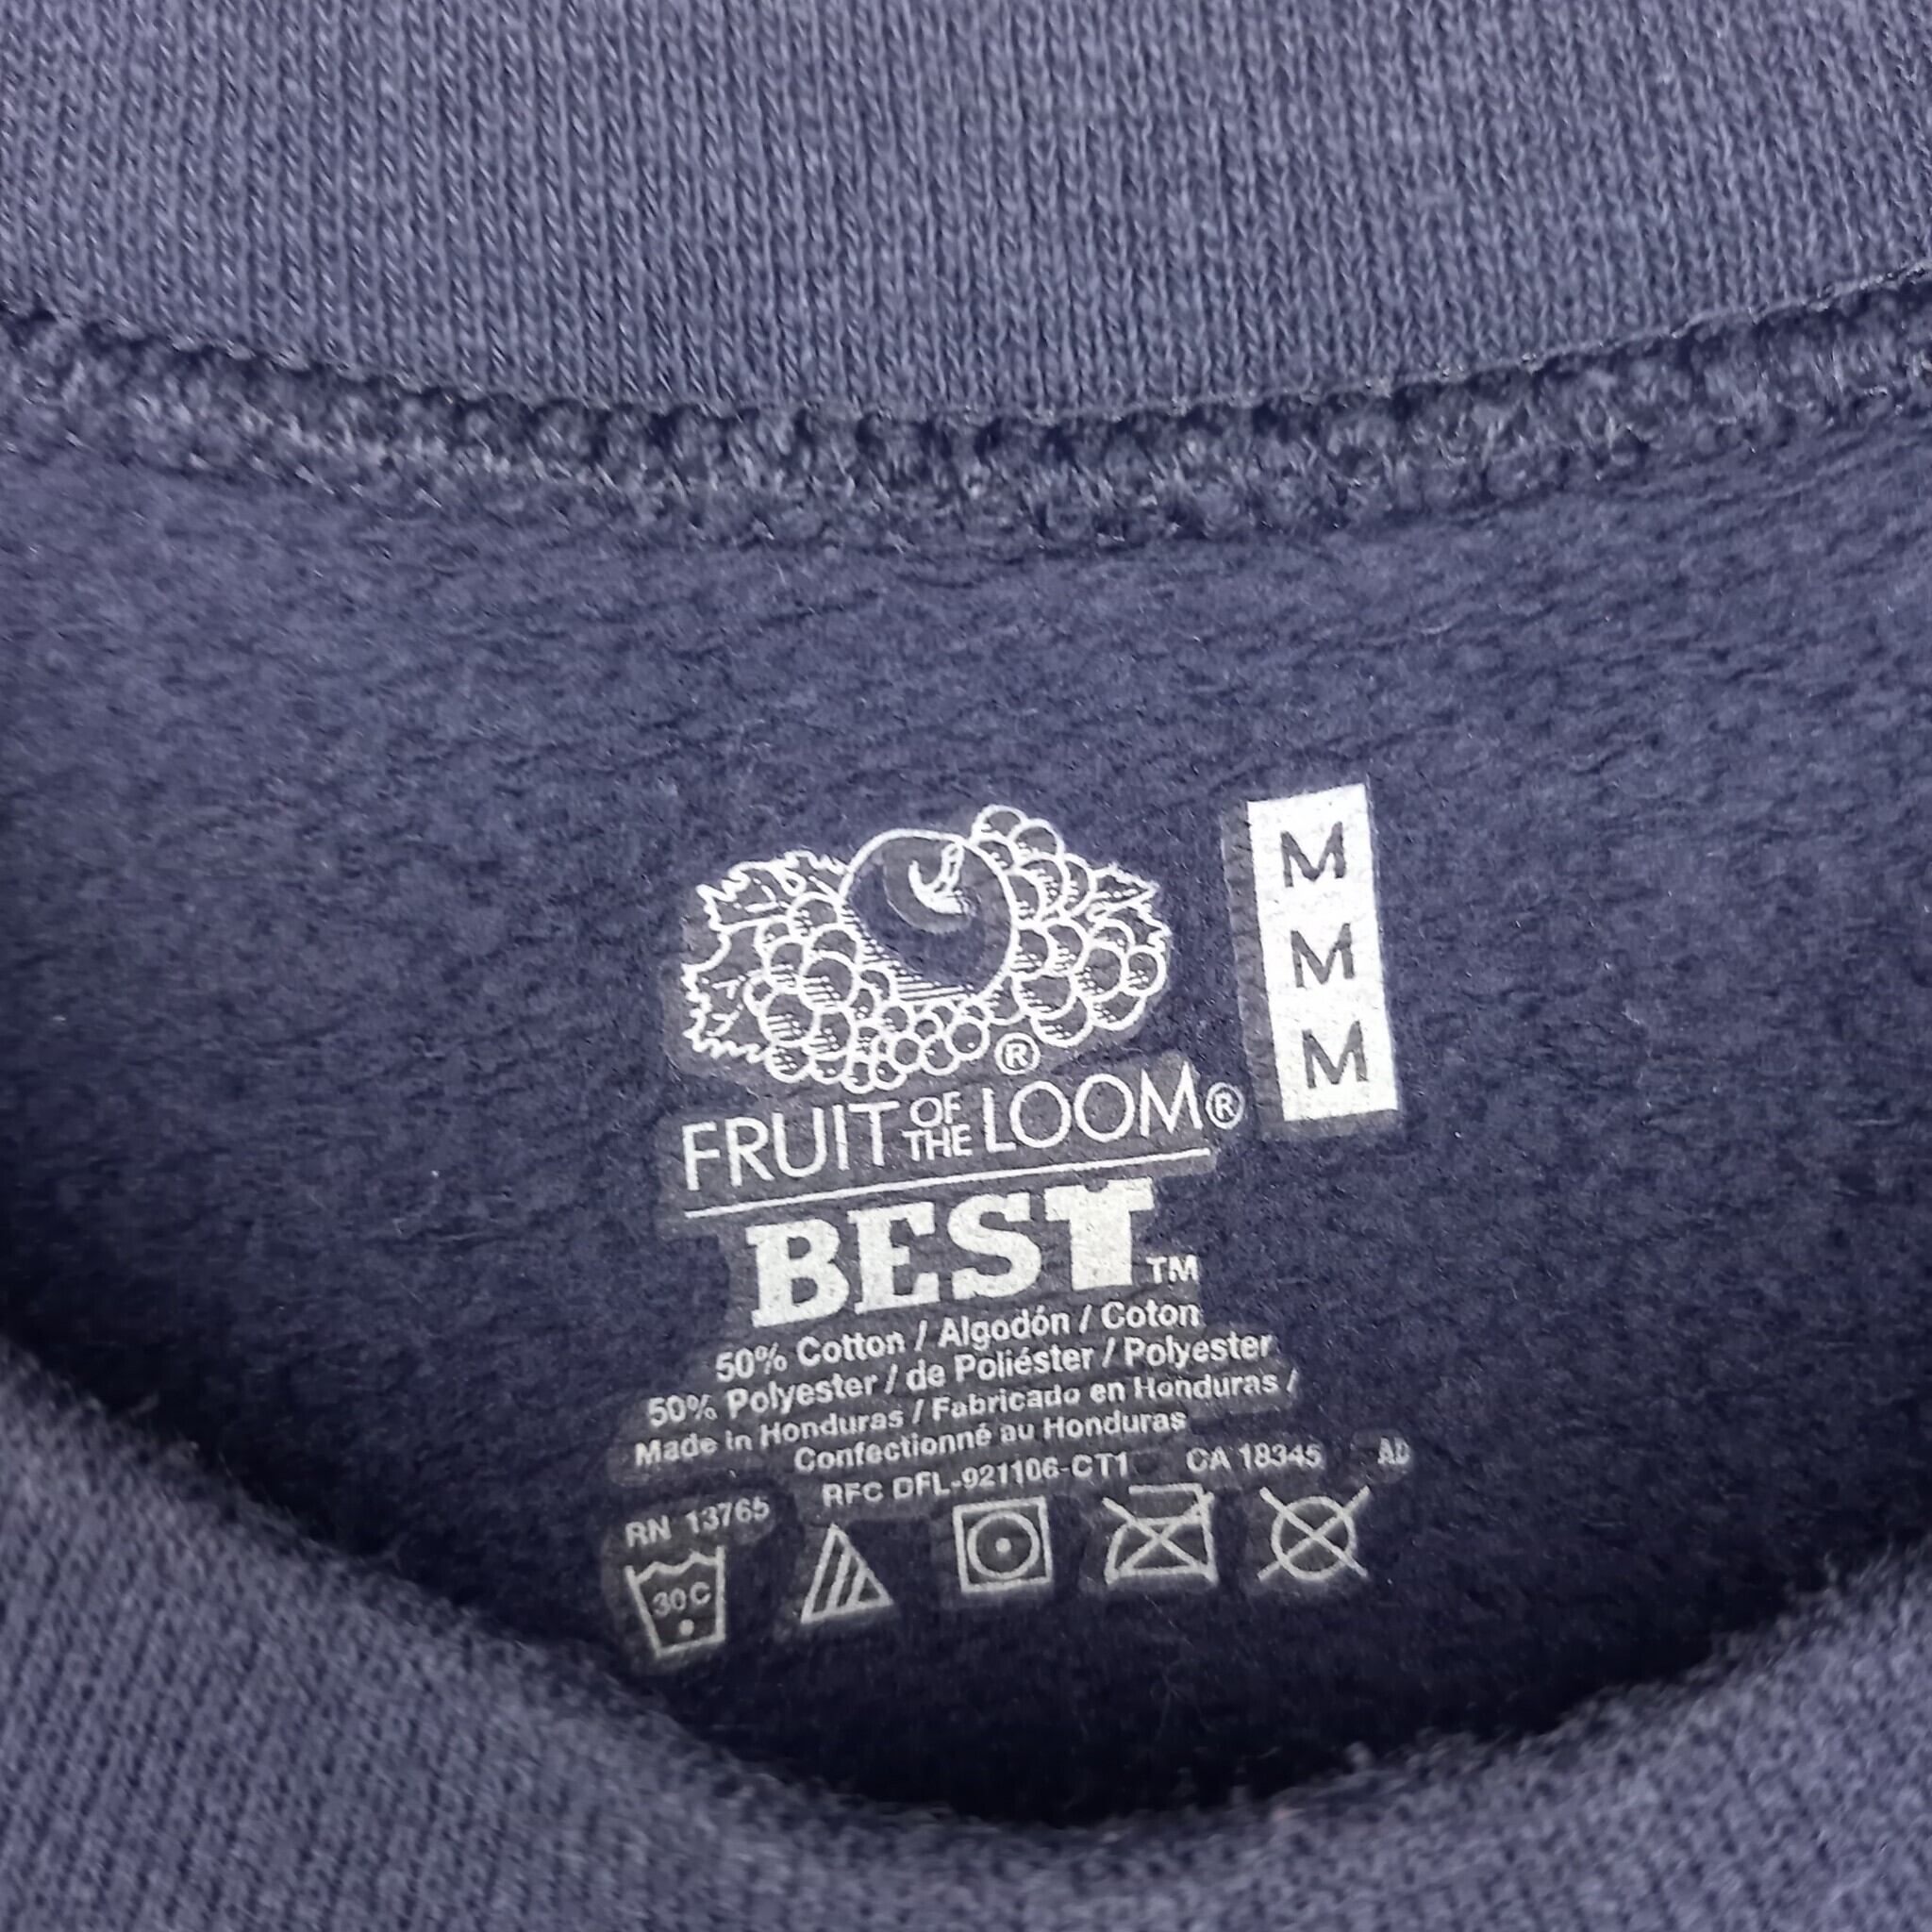 M
M
M
®
FRUIT OF THE LOOM®
BEST™
50% Cotton / Algodón / Coton
50% Polyester / de Poliéster / Polyester
Made in Honduras / Fabricado en Honduras /
Confectionné au Honduras
RFC DFL-921106-CT1 CA 18345 AD
RN 13765
30C